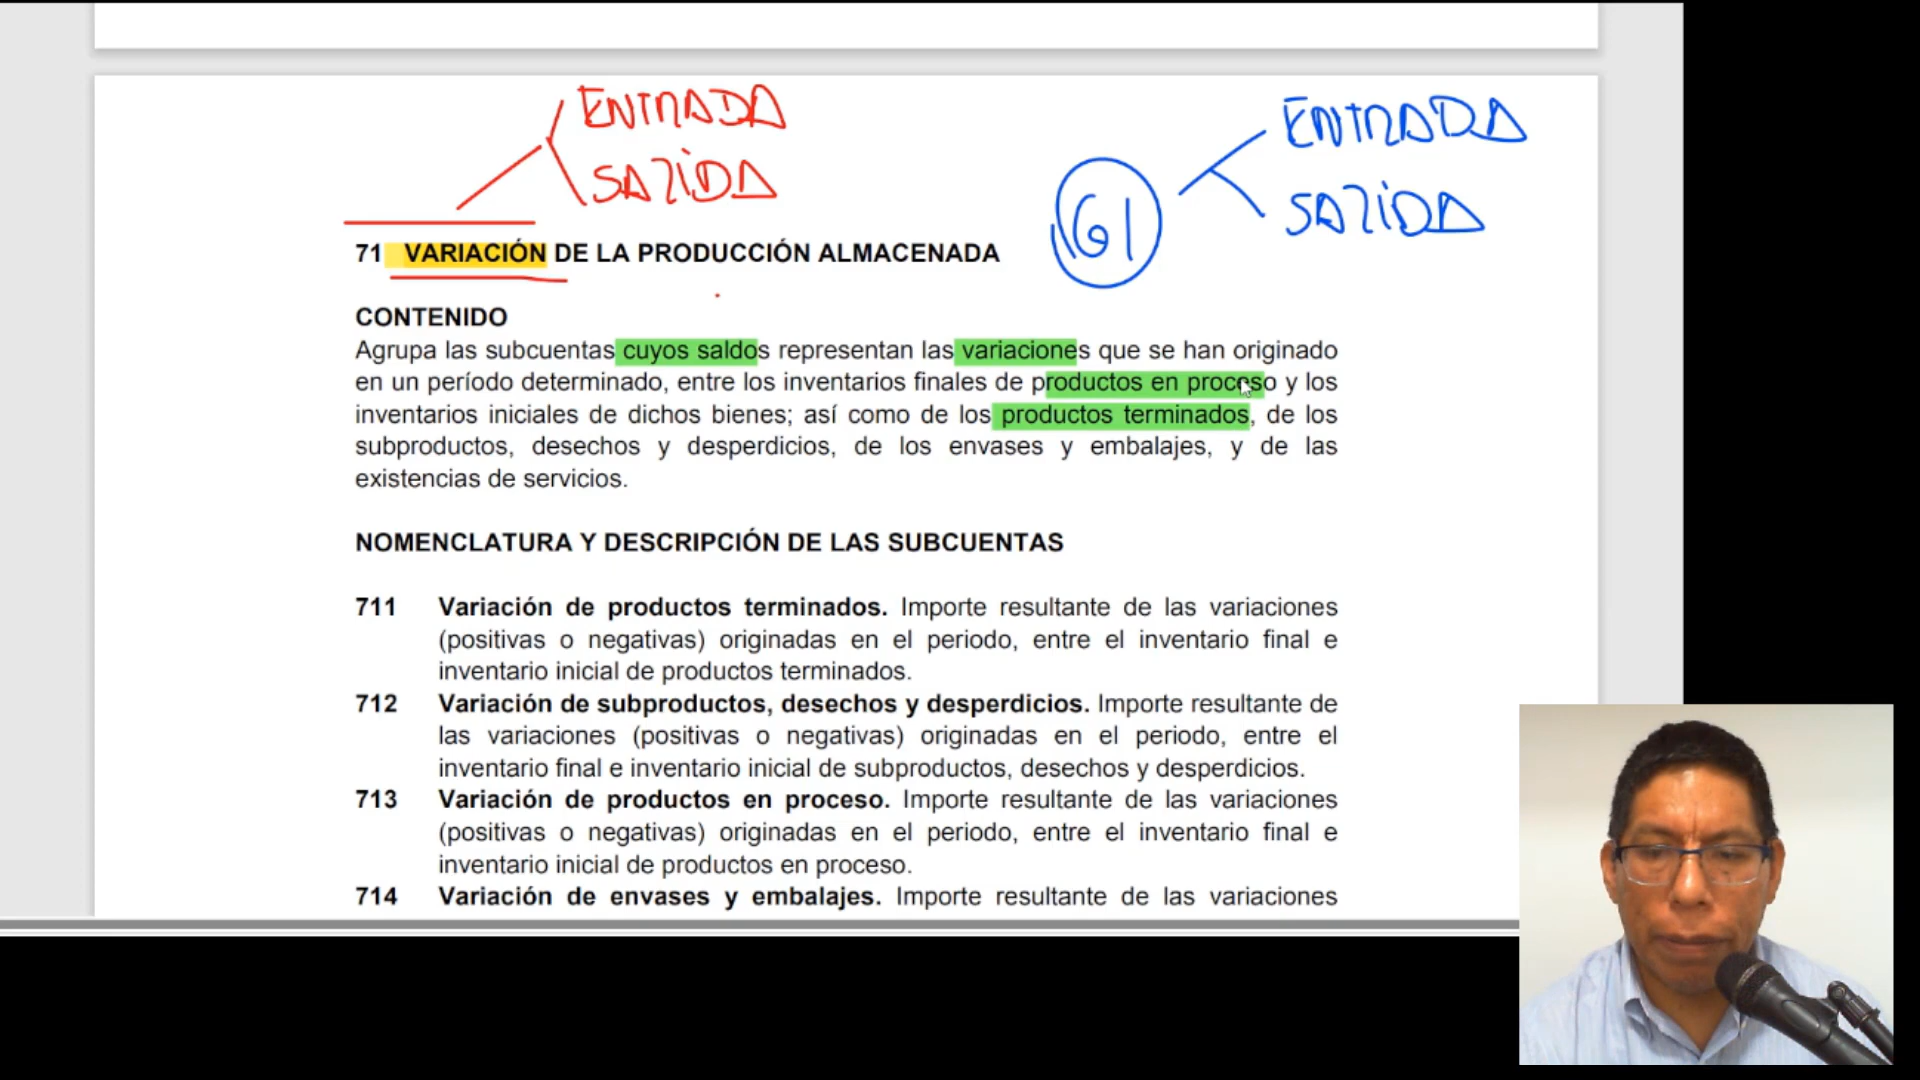 ENTRADA
SALIDA
61
ENTRADA
SALIDA
71 VARIACIÓN DE LA PRODUCCIÓN ALMACENADA
CONTENIDO
Agrupa las subcuentas cuyos saldos representan las variaciones que se han originado
en un período determinado, entre los inventarios finales de productos en proceso y los
inventarios iniciales de dichos bienes; así como de los productos terminados, de los
subproductos, desechos y desperdicios, de los envases y embalajes, y de las
existencias de servicios.
NOMENCLATURA Y DESCRIPCIÓN DE LAS SUBCUENTAS
711 Variación de productos terminados. Importe resultante de las variaciones
(positivas o negativas) originadas en el periodo, entre el inventario final e
inventario inicial de productos terminados.
712 Variación de subproductos, desechos y desperdicios. Importe resultante de
las variaciones (positivas o negativas) originadas en el periodo, entre el
inventario final e inventario inicial de subproductos, desechos y desperdicios.
713 Variación de productos en proceso. Importe resultante de las variaciones
(positivas o negativas) originadas en el periodo, entre el inventario final e
inventario inicial de productos en proceso.
714 Variación de envases y embalajes. Importe resultante de las variaciones